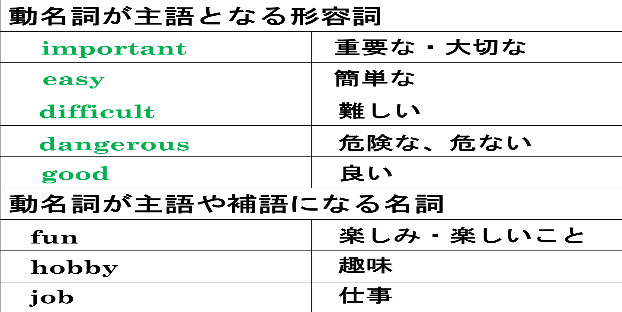 動名詞が主語となる形容詞
important 重要な・大切な
easy 簡単な
difficult 難しい
dangerous 危険な、危ない
good 良い
動名詞が主語や補語になる名詞
fun 楽しみ・楽しいこと
hobby 趣味
job 仕事